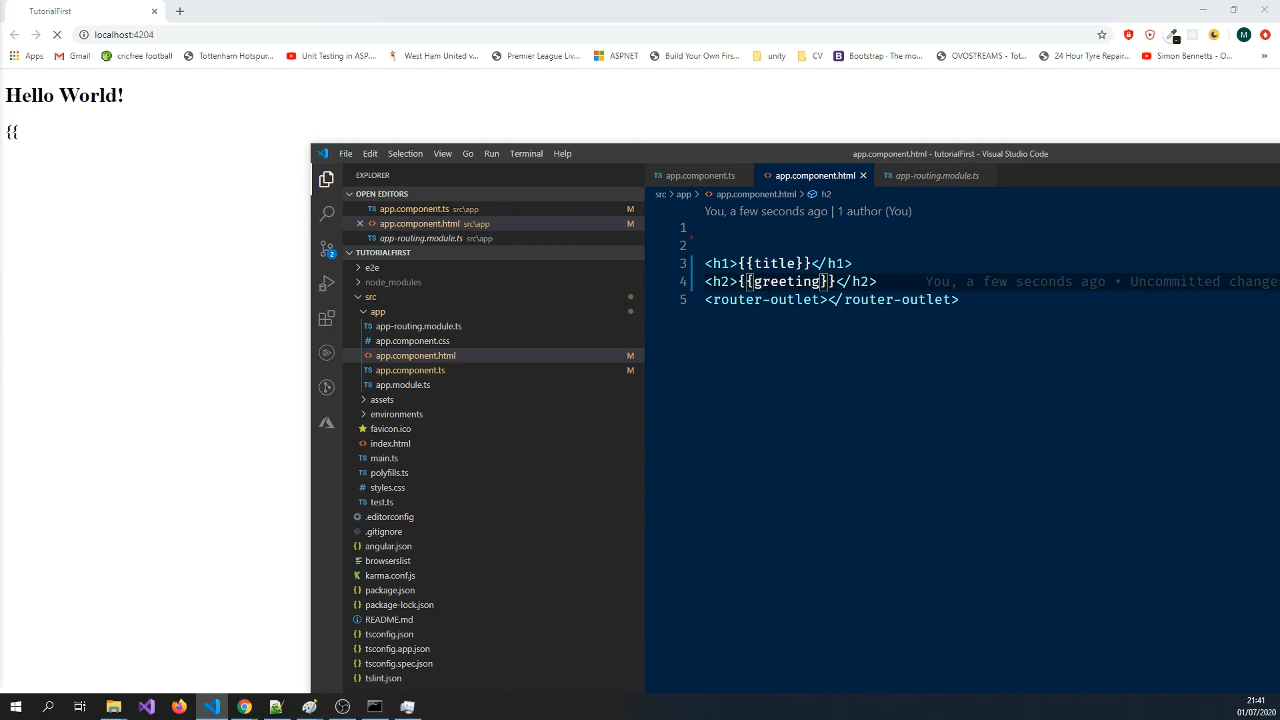 TutorialFirst
localhost:4204
Apps Gmail cricfree football Tottenham Hotspur... Unit Testing in ASP.... West Ham United v... Premier League Livi... ASPNET Build Your Own Firs... unity CV Bootstrap · The mo... OVOSTREAMS – Tot... 24 Hour Tyre Repair... Simon Bennetts - O... »
Hello World!
{{
File Edit Selection View Go Run Terminal Help app.component.html - tutorialFirst - Visual Studio Code
EXPLORER
OPEN EDITORS
app.component.ts src\app M
app.component.html src\app M
app-routing.module.ts src\app
TUTORIALFIRST
e2e
node_modules
src
app
app-routing.module.ts
app.component.css
app.component.html M
app.component.ts M
app.module.ts
assets
environments
favicon.ico
index.html
main.ts
polyfills.ts
styles.css
test.ts
.editorconfig
.gitignore
angular.json
browserslist
karma.conf.js
package.json
package-lock.json
README.md
tsconfig.json
tsconfig.app.json
tsconfig.spec.json
tslint.json
2
app.component.ts app.component.html app-routing.module.ts
src app app.component.html h2
You, a few seconds ago | 1 author (You)
1
2
3 <h1>{{title}}</h1>
4 <h2>{{greeting}}</h2> You, a few seconds ago • Uncommitted change
5 <router-outlet></router-outlet>
21:41
01/07/2020